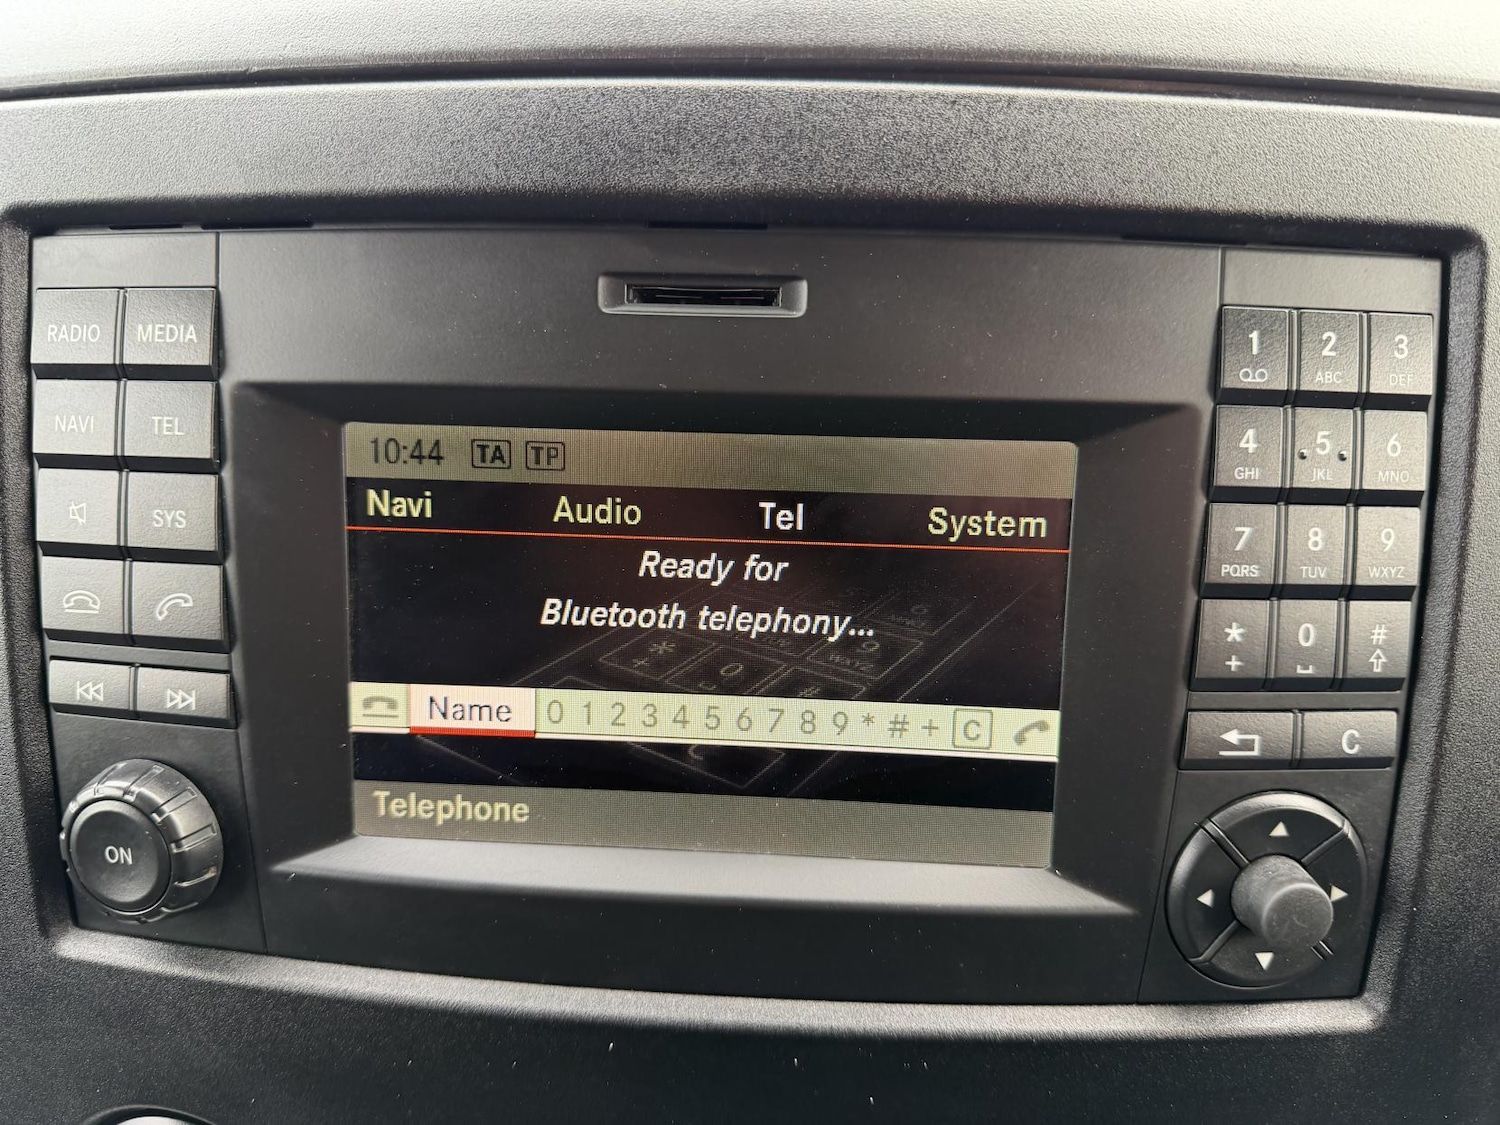 RADIO MEDIA
NAVI TEL
SYS
ON
10:44 TA TP
Navi Audio Tel System
Ready for
Bluetooth telephony...
Name 0 1 2 3 4 5 6 7 8 9 * # + C
Telephone
1 2 3
ABC DEF
4 5 6
GHI JKL MNO
7 8 9
PQRS TUV WXYZ
* 0 #
+
C